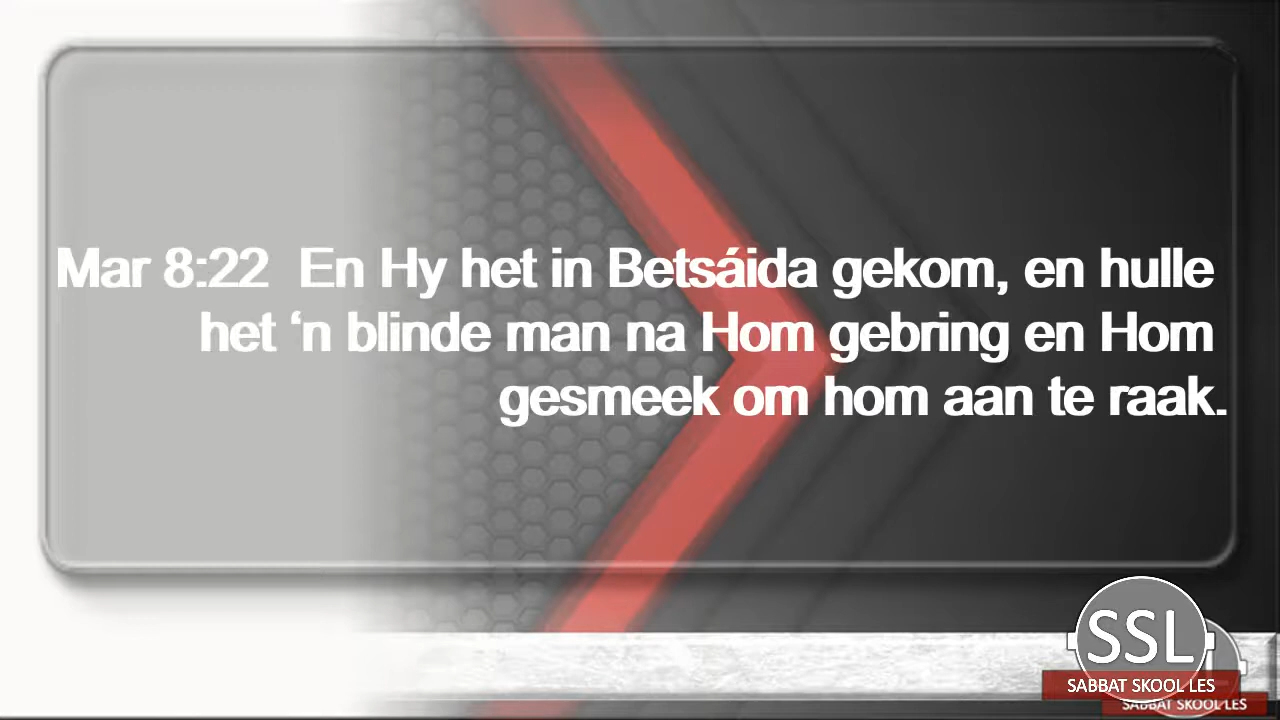 Mar 8:22  En Hy het in Betsáida gekom, en hulle
het ‘n blinde man na Hom gebring en Hom
gesmeek om hom aan te raak.
SSL
SABBAT SKOOL LES
L
SABBAT SKOOL LES